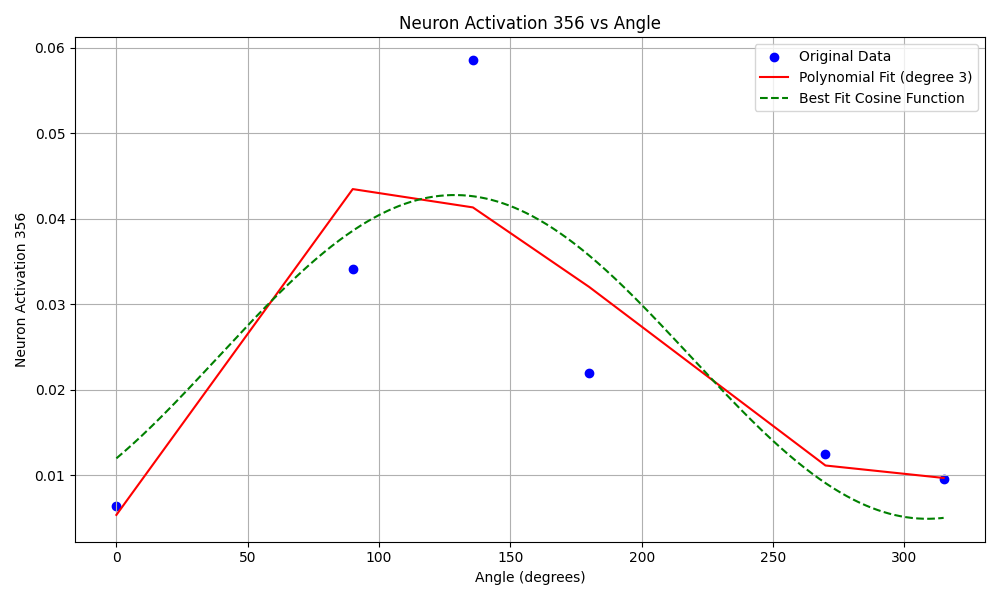 Neuron Activation 356 vs Angle
Original Data
Polynomial Fit (degree 3)
Best Fit Cosine Function
Neuron Activation 356
0.06
0.05
0.04
0.03
0.02
0.01
0 50 100 150 200 250 300
Angle (degrees)